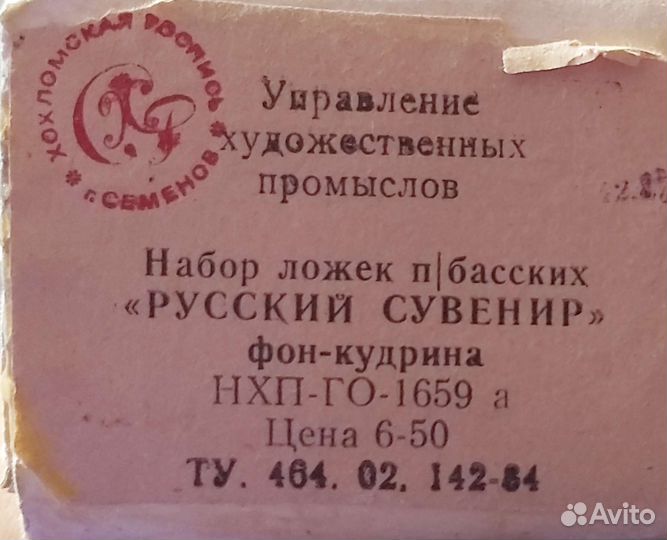 ХОХЛОМСКАЯ РОСПИСЬ
г. СЕМЕНОВ
Управление
художественных
промыслов
Набор ложек п|басских
«РУССКИЙ СУВЕНИР»
фон-кудрина
НХП-ГО-1659 а
Цена 6-50
ТУ. 464. 02. 142-84
Avito